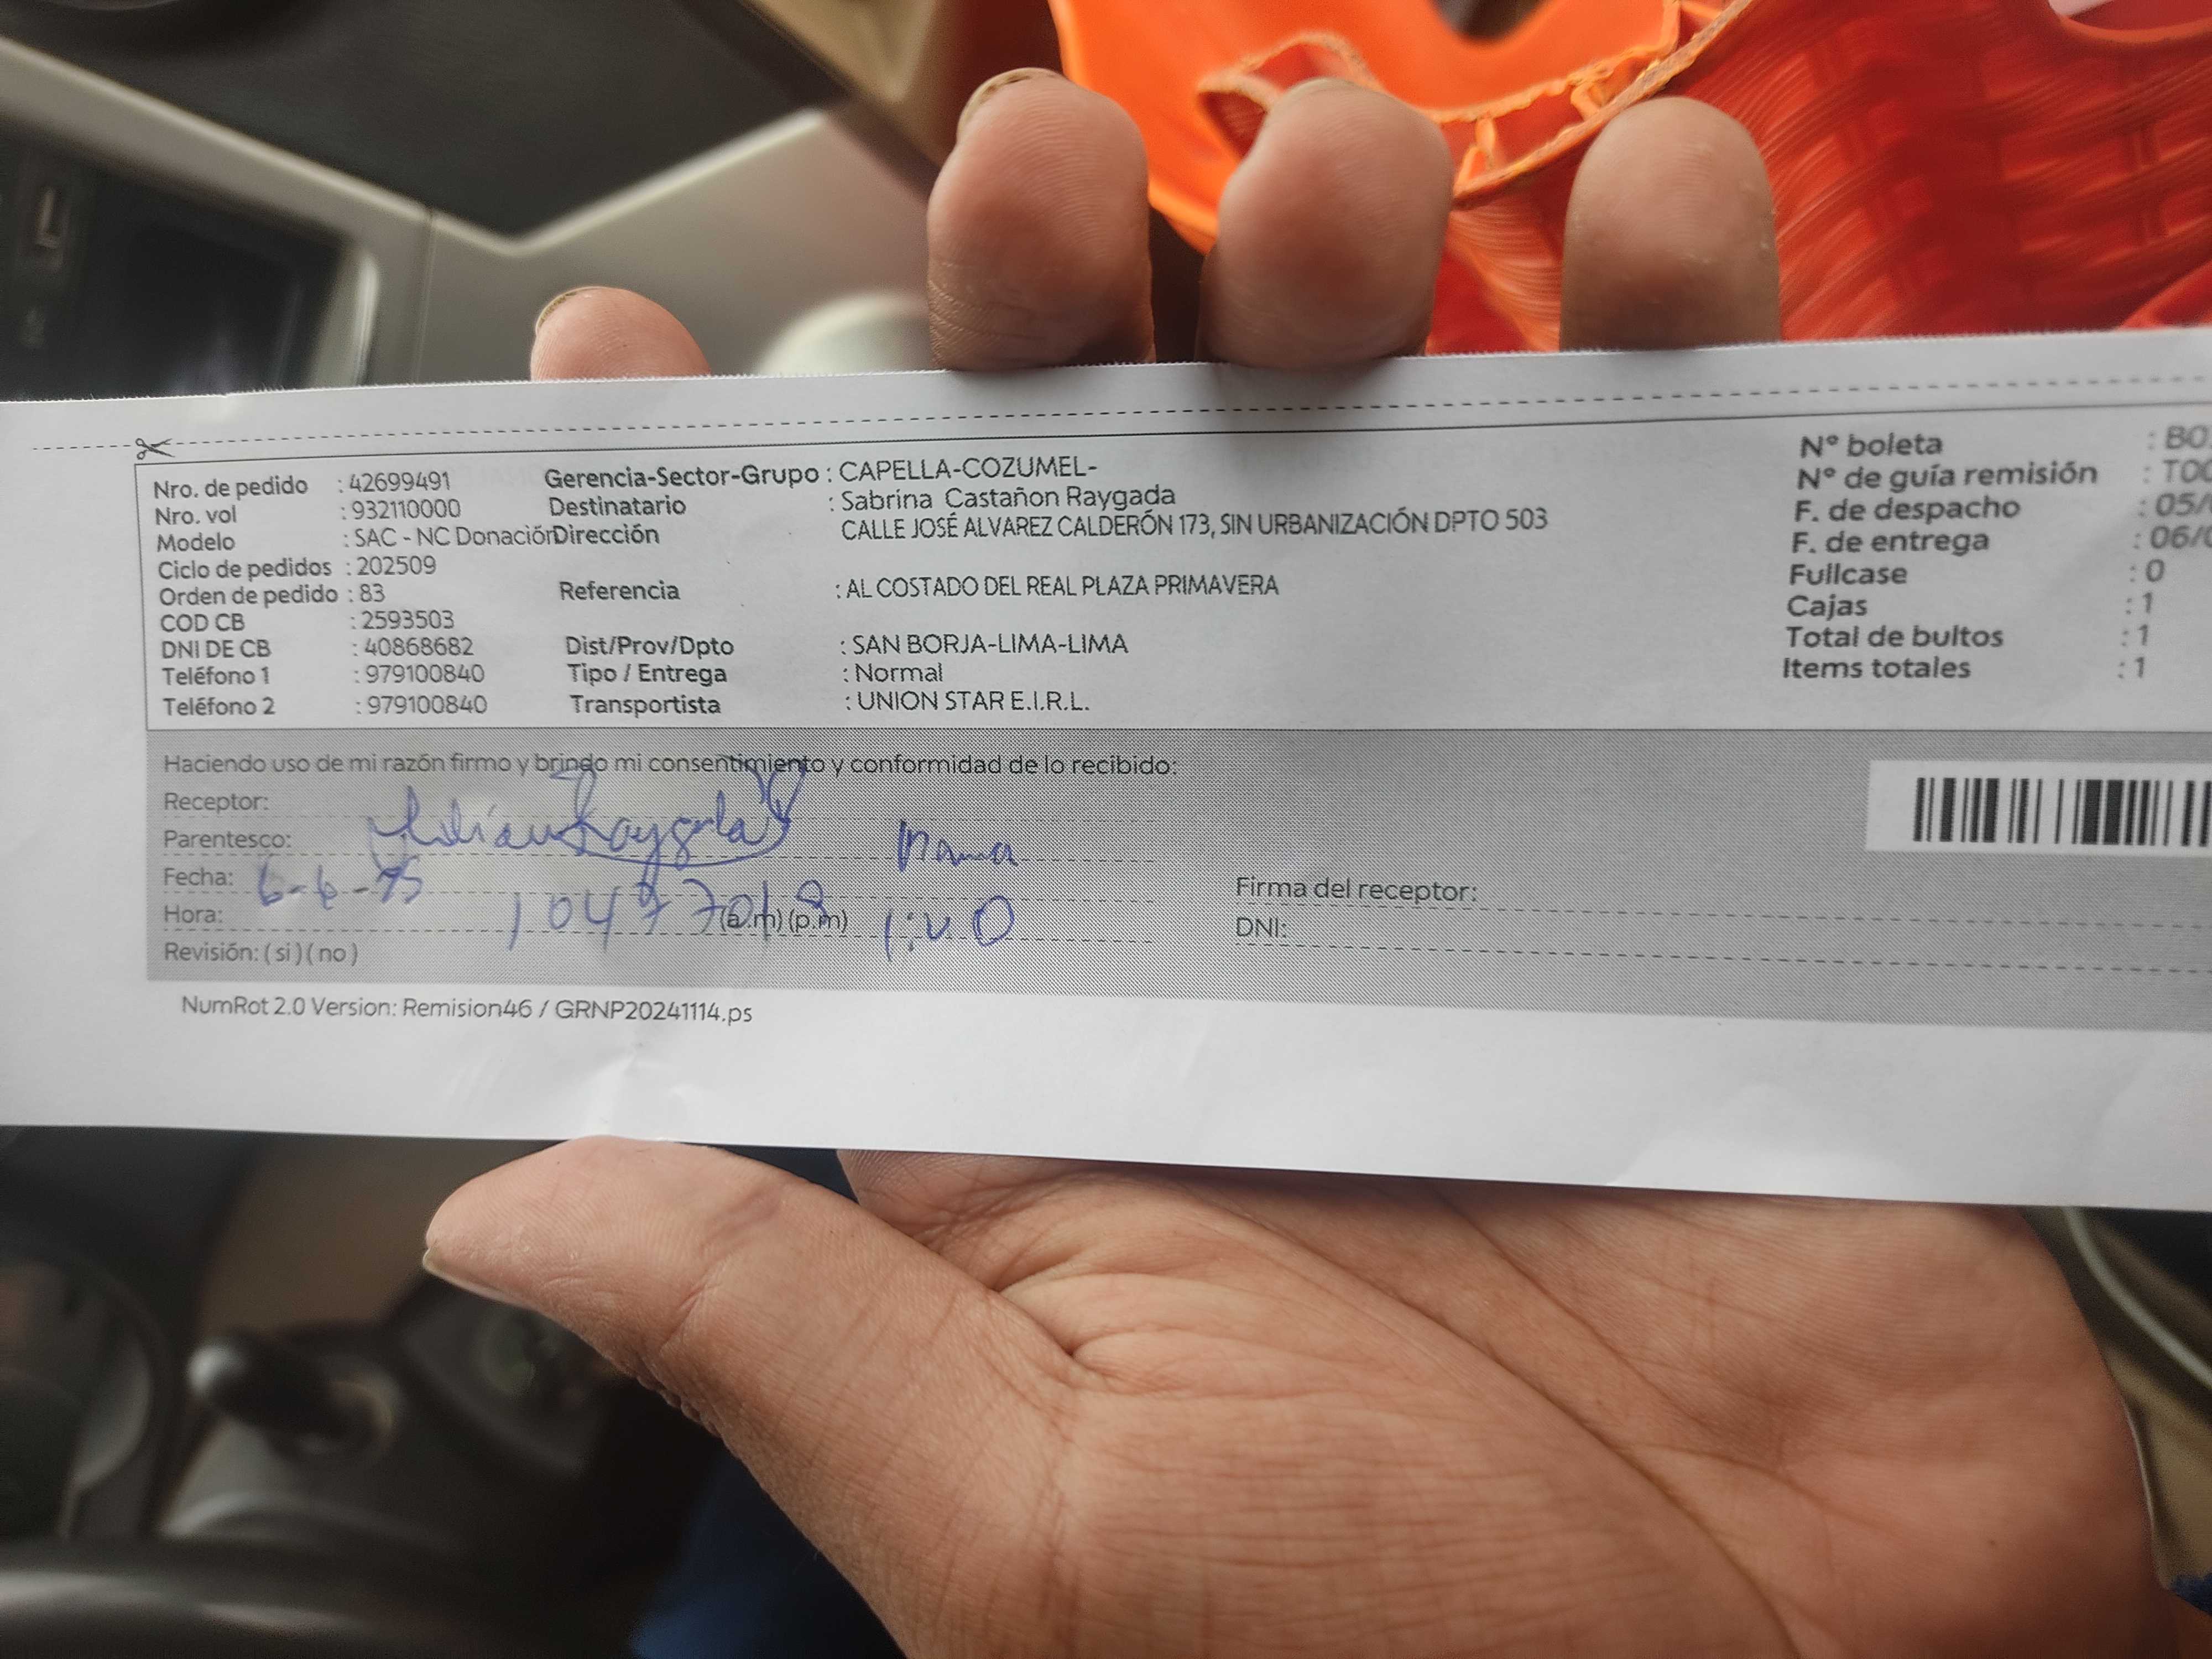 Nro. de pedido : 42699491
Nro. vol : 932110000
Modelo : SAC - NC Donación
Ciclo de pedidos : 202509
Orden de pedido : 83
COD CB : 2593503
DNI DE CB : 40868682
Teléfono 1 : 979100840
Teléfono 2 : 979100840
Gerencia-Sector-Grupo : CAPELLA-COZUMEL-
Destinatario : Sabrina Castañon Raygada
Dirección CALLE JOSÉ ALVAREZ CALDERÓN 173, SIN URBANIZACIÓN DPTO 503
Referencia : AL COSTADO DEL REAL PLAZA PRIMAVERA
Dist/Prov/Dpto : SAN BORJA-LIMA-LIMA
Tipo / Entrega : Normal
Transportista : UNION STAR E.I.R.L.
N° boleta : BO
N° de guía remisión : T00
F. de despacho : 05/
F. de entrega : 06/0
Fullcase : 0
Cajas : 1
Total de bultos : 1
Items totales : 1
Haciendo uso de mi razón firmo y brindo mi consentimiento y conformidad de lo recibido:
Receptor:
Parentesco: Raygada Mama
Fecha:
Hora: (a.m) (p.m)
Revisión: ( si ) ( no )
Firma del receptor:
DNI:
NumRot 2.0 Version: Remision46 / GRNP20241114.ps